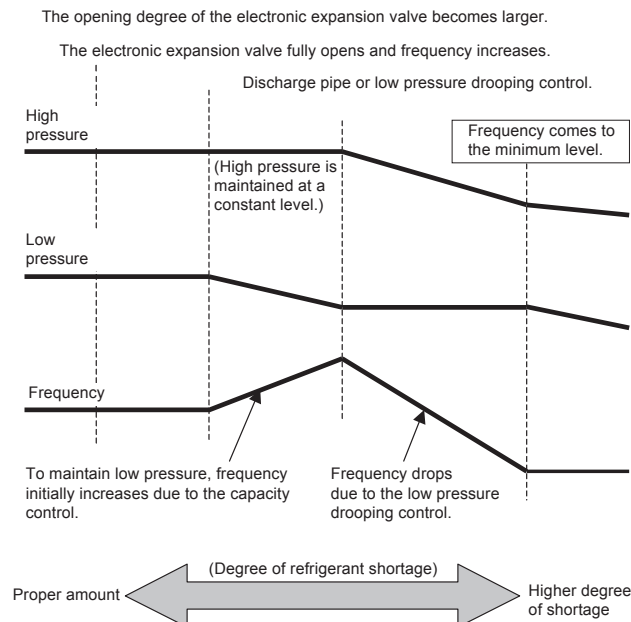 The opening degree of the electronic expansion valve becomes larger.
The electronic expansion valve fully opens and frequency increases.
Discharge pipe or low pressure drooping control.
High
pressure
Frequency comes to
the minimum level.
(High pressure is
maintained at a
constant level.)
Low
pressure
Frequency
To maintain low pressure, frequency
initially increases due to the capacity
control.
Frequency drops
due to the low pressure
drooping control.
(Degree of refrigerant shortage)
Proper amount
Higher degree
of shortage